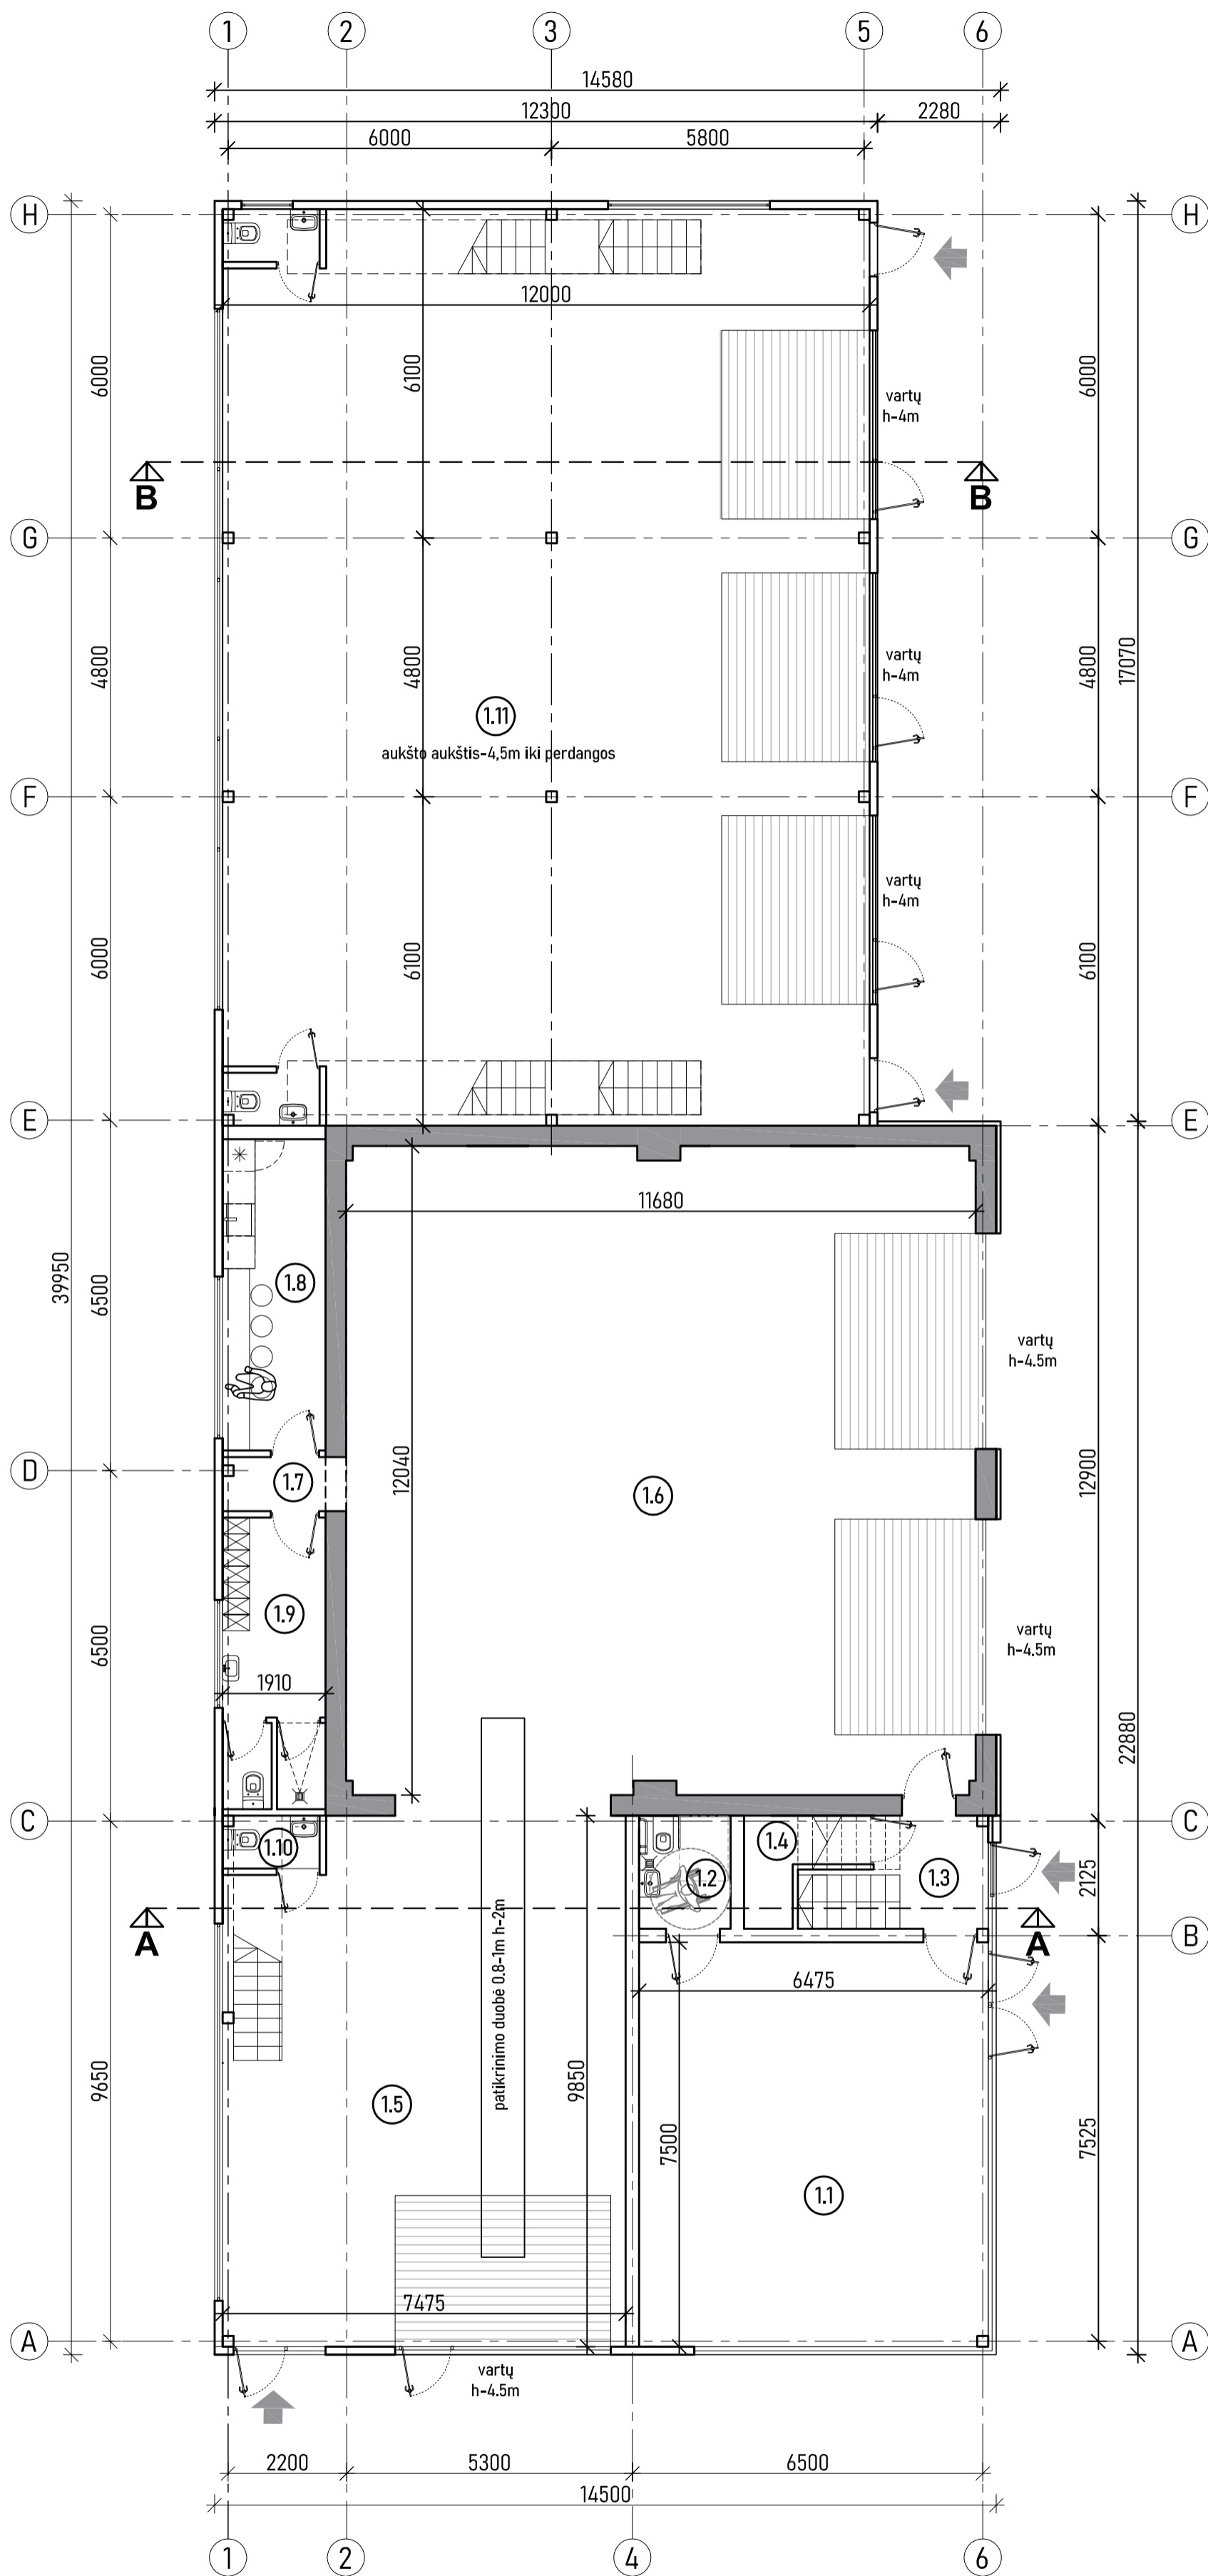 1 2 3 5 6
14580
12300 2280
6000 5800
H H
12000
6000 6100 6000
vartų
h-4m
B B
G G
4800 4800 4800 17070
vartų
h-4m
1.11
aukšto aukštis-4,5m iki perdangos
F F
vartų
h-4m
6000 6100 6100
E E
11680
39950
6500
1.8
vartų
h-4.5m
D
1.7
12040
1.6
12900
1.9
6500
vartų
h-4.5m
1910
22880
C C
1.10
1.4
1.2
1.3
2125
A A
B
patikrinimo duobė 0.8-1m h-2m
6475
9650
1.5
9850
7500
7525
1.1
7475
A A
vartų
h-4.5m
2200 5300 6500
14500
1 2 4 6